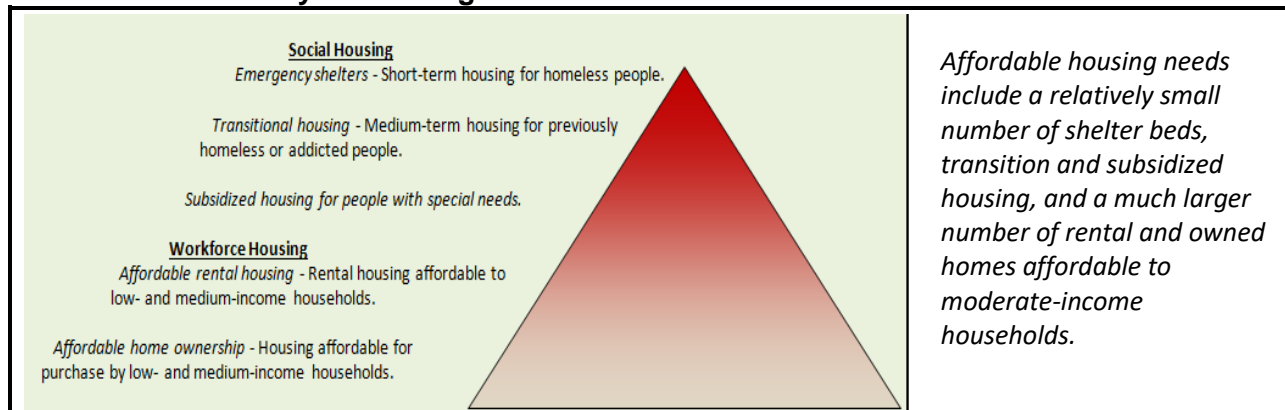 Social Housing
Emergency shelters - Short-term housing for homeless people.
Transitional housing - Medium-term housing for previously
homeless or addicted people.
Subsidized housing for people with special needs.
Workforce Housing
Affordable rental housing - Rental housing affordable to
low- and medium-income households.
Affordable home ownership - Housing affordable for
purchase by low- and medium-income households.
Affordable housing needs
include a relatively small
number of shelter beds,
transition and subsidized
housing, and a much larger
number of rental and owned
homes affordable to
moderate-income
households.